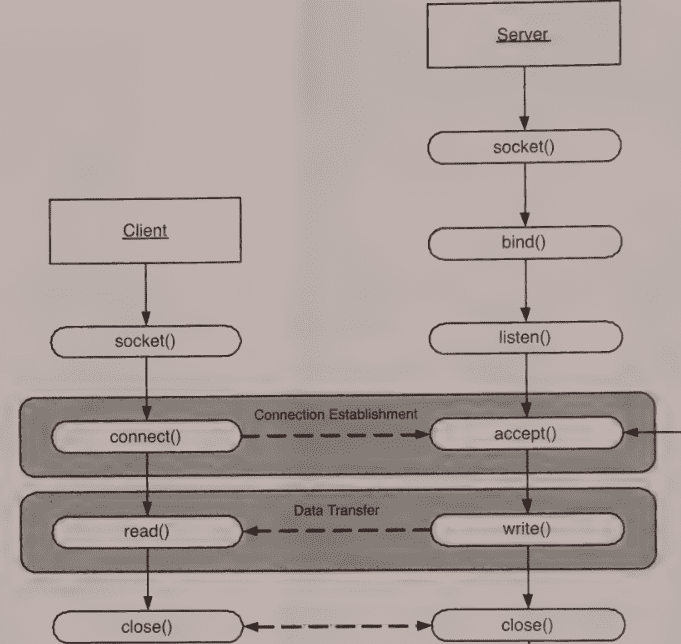 Server
socket()
bind()
Client
socket()
listen()
Connection Establishment
connect()
accept()
Data Transfer
read()
write()
close()
close()